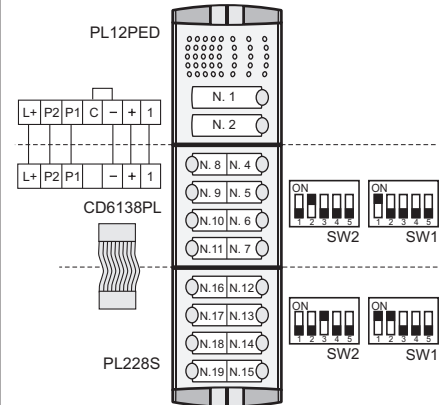 PL12PED
N. 1
N. 2
L+ P2 P1 C − + 1
L+ P2 P1 − + 1
CD6138PL
N. 8 N. 4
N. 9 N. 5
N.10 N. 6
N.11 N. 7
ON
1 2 3 4 5
SW2
ON
1 2 3 4 5
SW1
N.16 N.12
N.17 N.13
N.18 N.14
N.19 N.15
ON
1 2 3 4 5
SW2
ON
1 2 3 4 5
SW1
PL228S